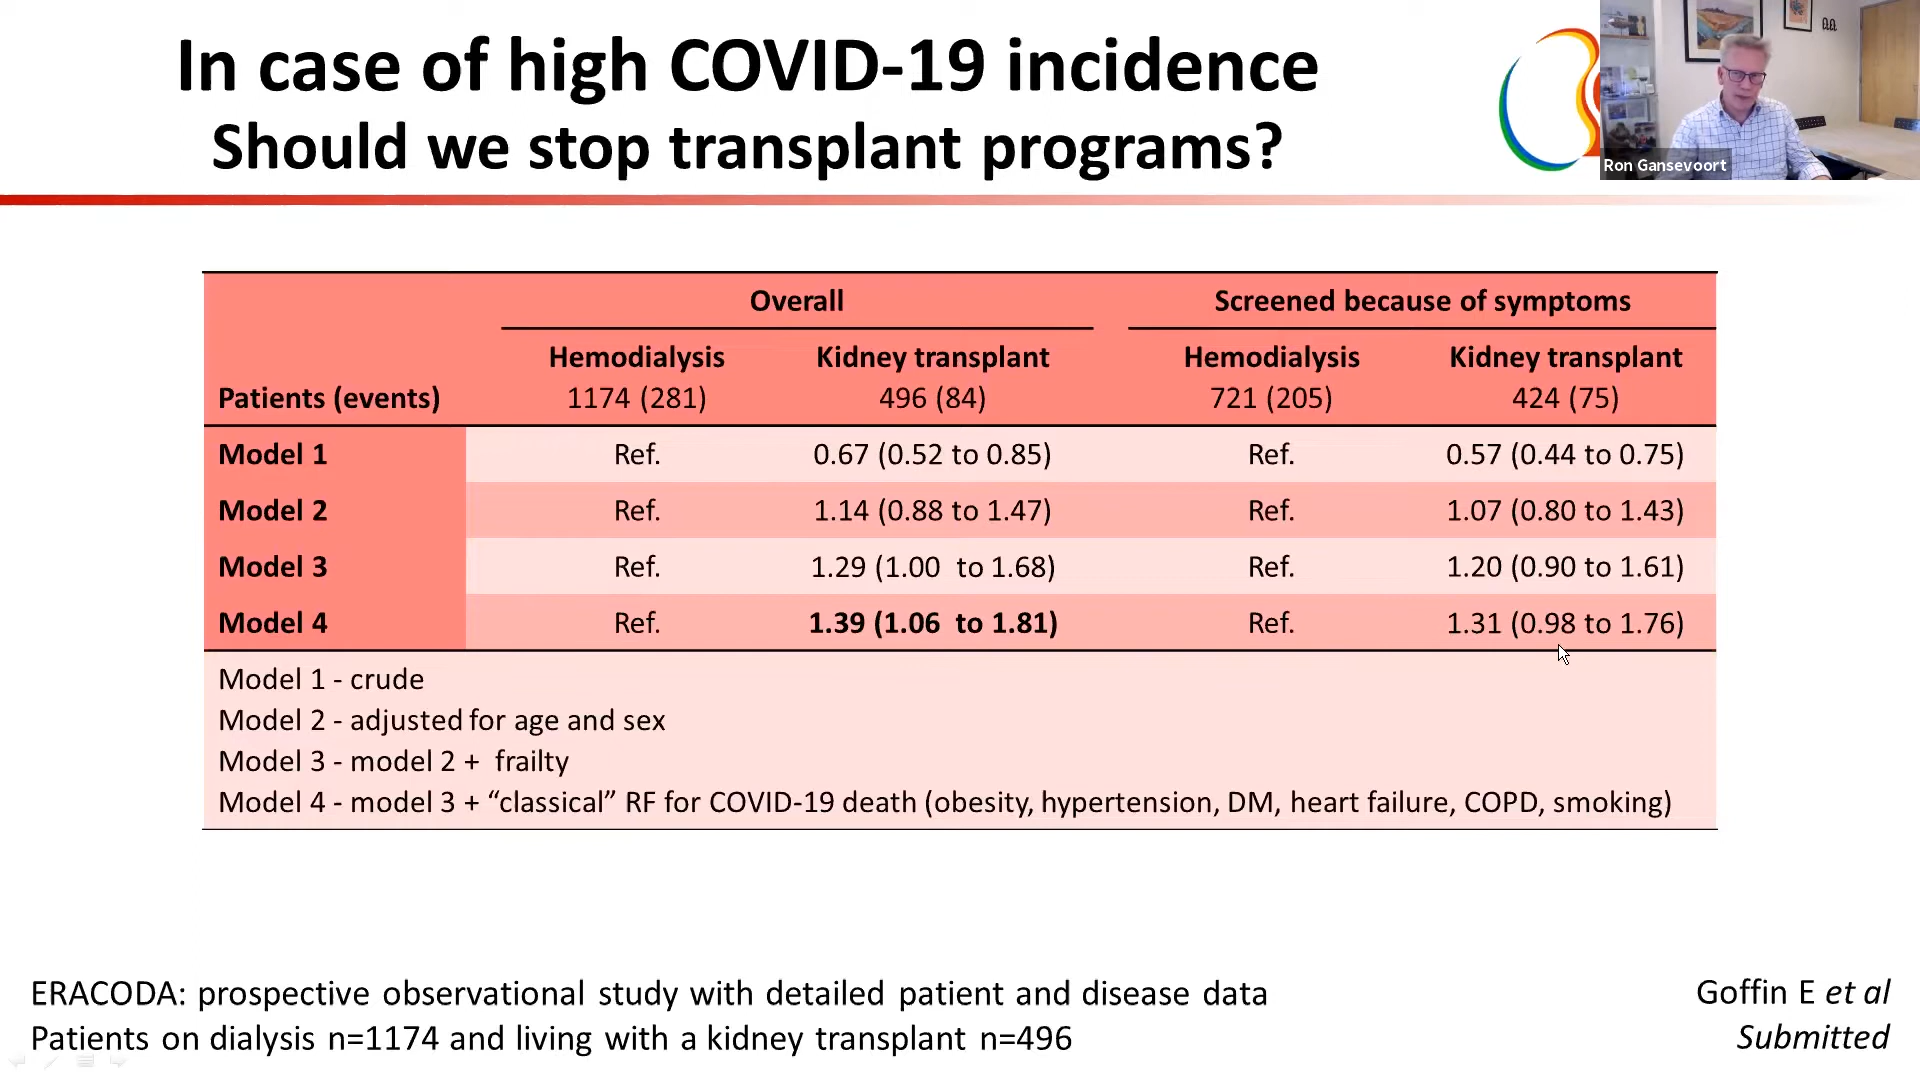 In case of high COVID-19 incidence
Should we stop transplant programs?
Ron Gansevoort
Overall Screened because of symptoms
Hemodialysis Kidney transplant Hemodialysis Kidney transplant
Patients (events) 1174 (281) 496 (84) 721 (205) 424 (75)
Model 1 Ref. 0.67 (0.52 to 0.85) Ref. 0.57 (0.44 to 0.75)
Model 2 Ref. 1.14 (0.88 to 1.47) Ref. 1.07 (0.80 to 1.43)
Model 3 Ref. 1.29 (1.00 to 1.68) Ref. 1.20 (0.90 to 1.61)
Model 4 Ref. 1.39 (1.06 to 1.81) Ref. 1.31 (0.98 to 1.76)
Model 1 - crude
Model 2 - adjusted for age and sex
Model 3 - model 2 + frailty
Model 4 - model 3 + “classical” RF for COVID-19 death (obesity, hypertension, DM, heart failure, COPD, smoking)
ERACODA: prospective observational study with detailed patient and disease data
Patients on dialysis n=1174 and living with a kidney transplant n=496
Goffin E et al
Submitted